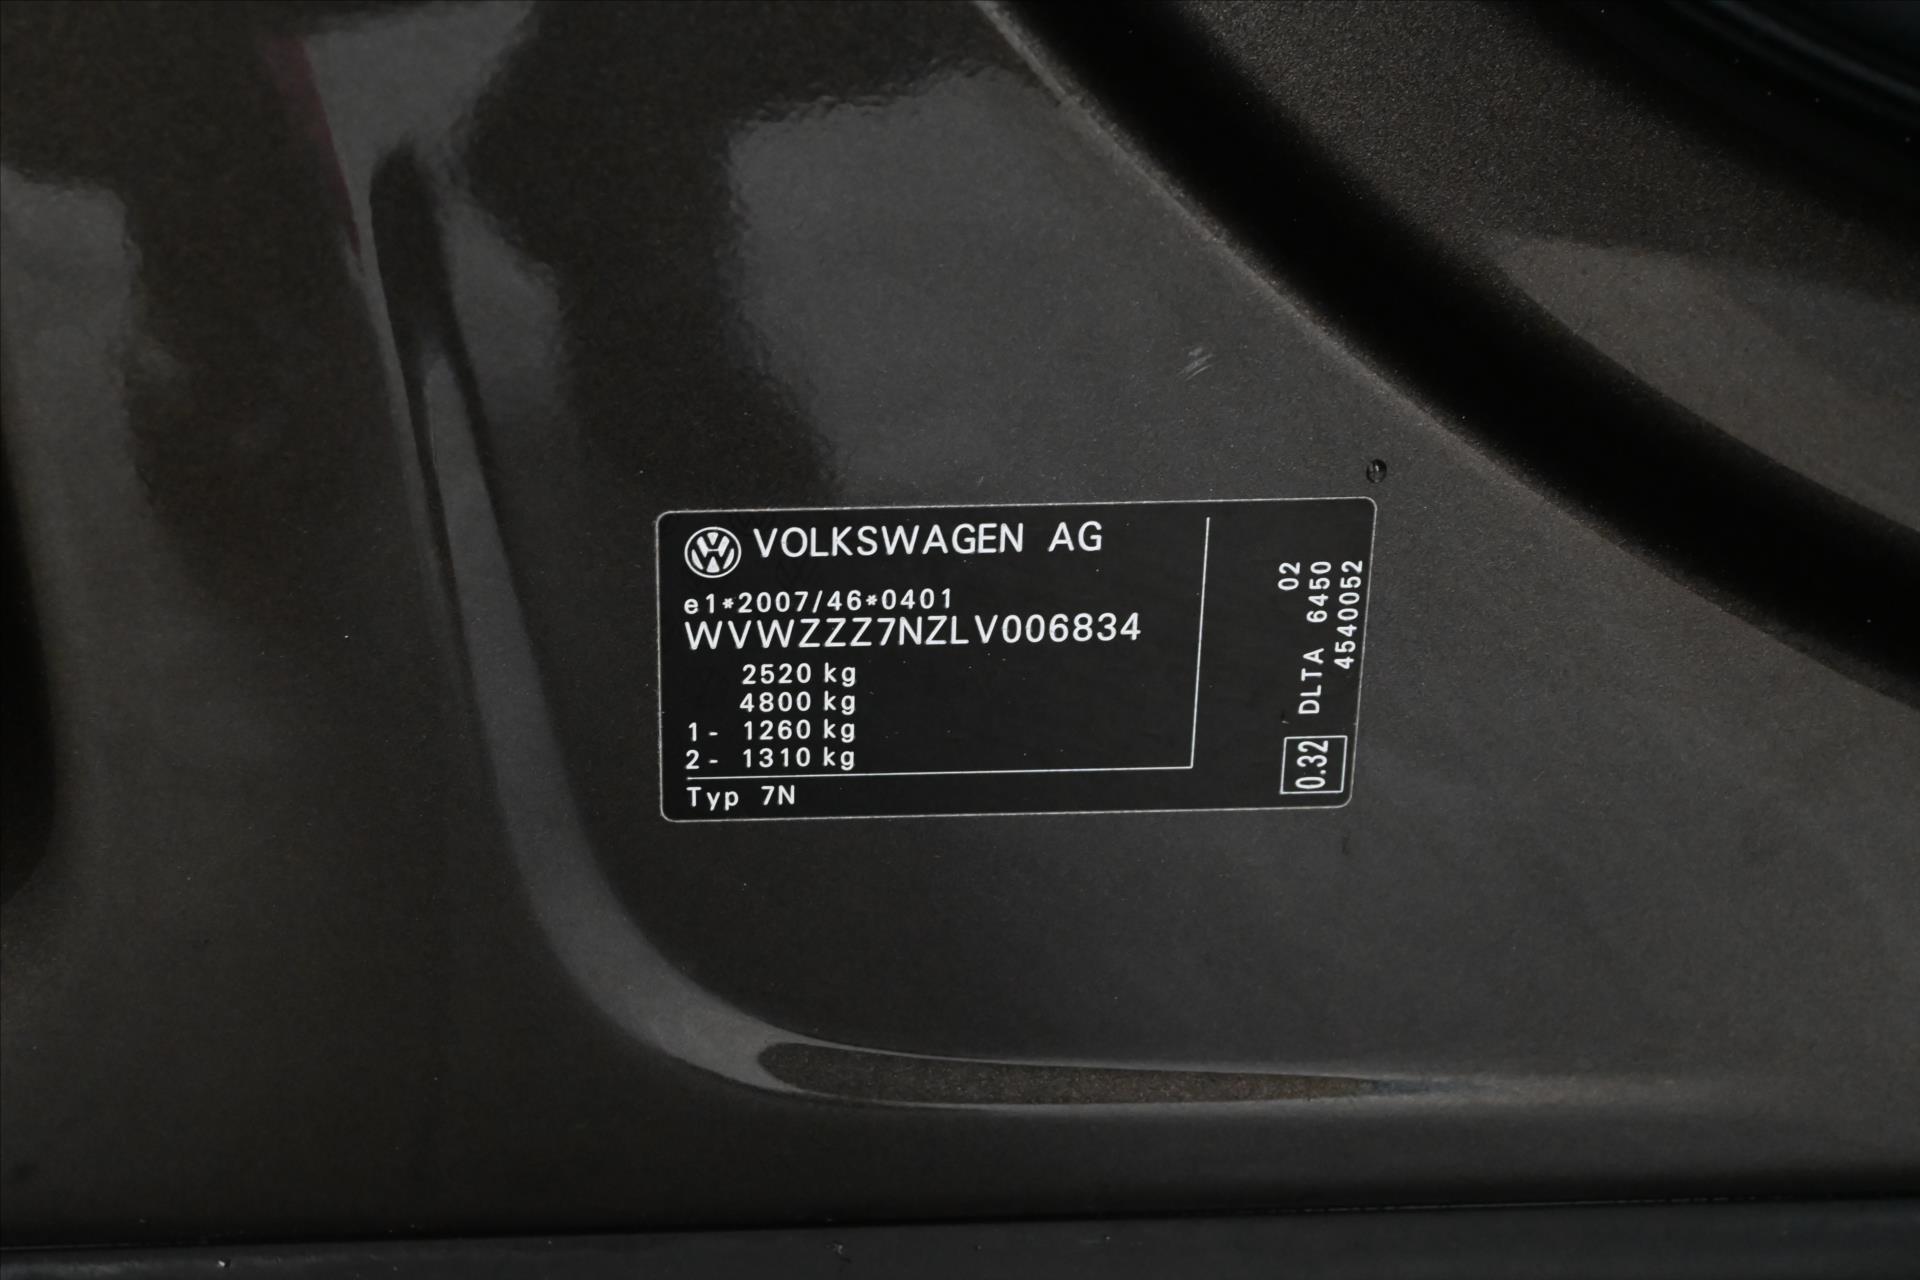 VOLKSWAGEN AG
e1*2007/46*0401
WVWZZZ7NZLV006834
2520 kg
4800 kg
1- 1260 kg
2- 1310 kg
Typ 7N
02
DLTA 6450
4540052
0.32